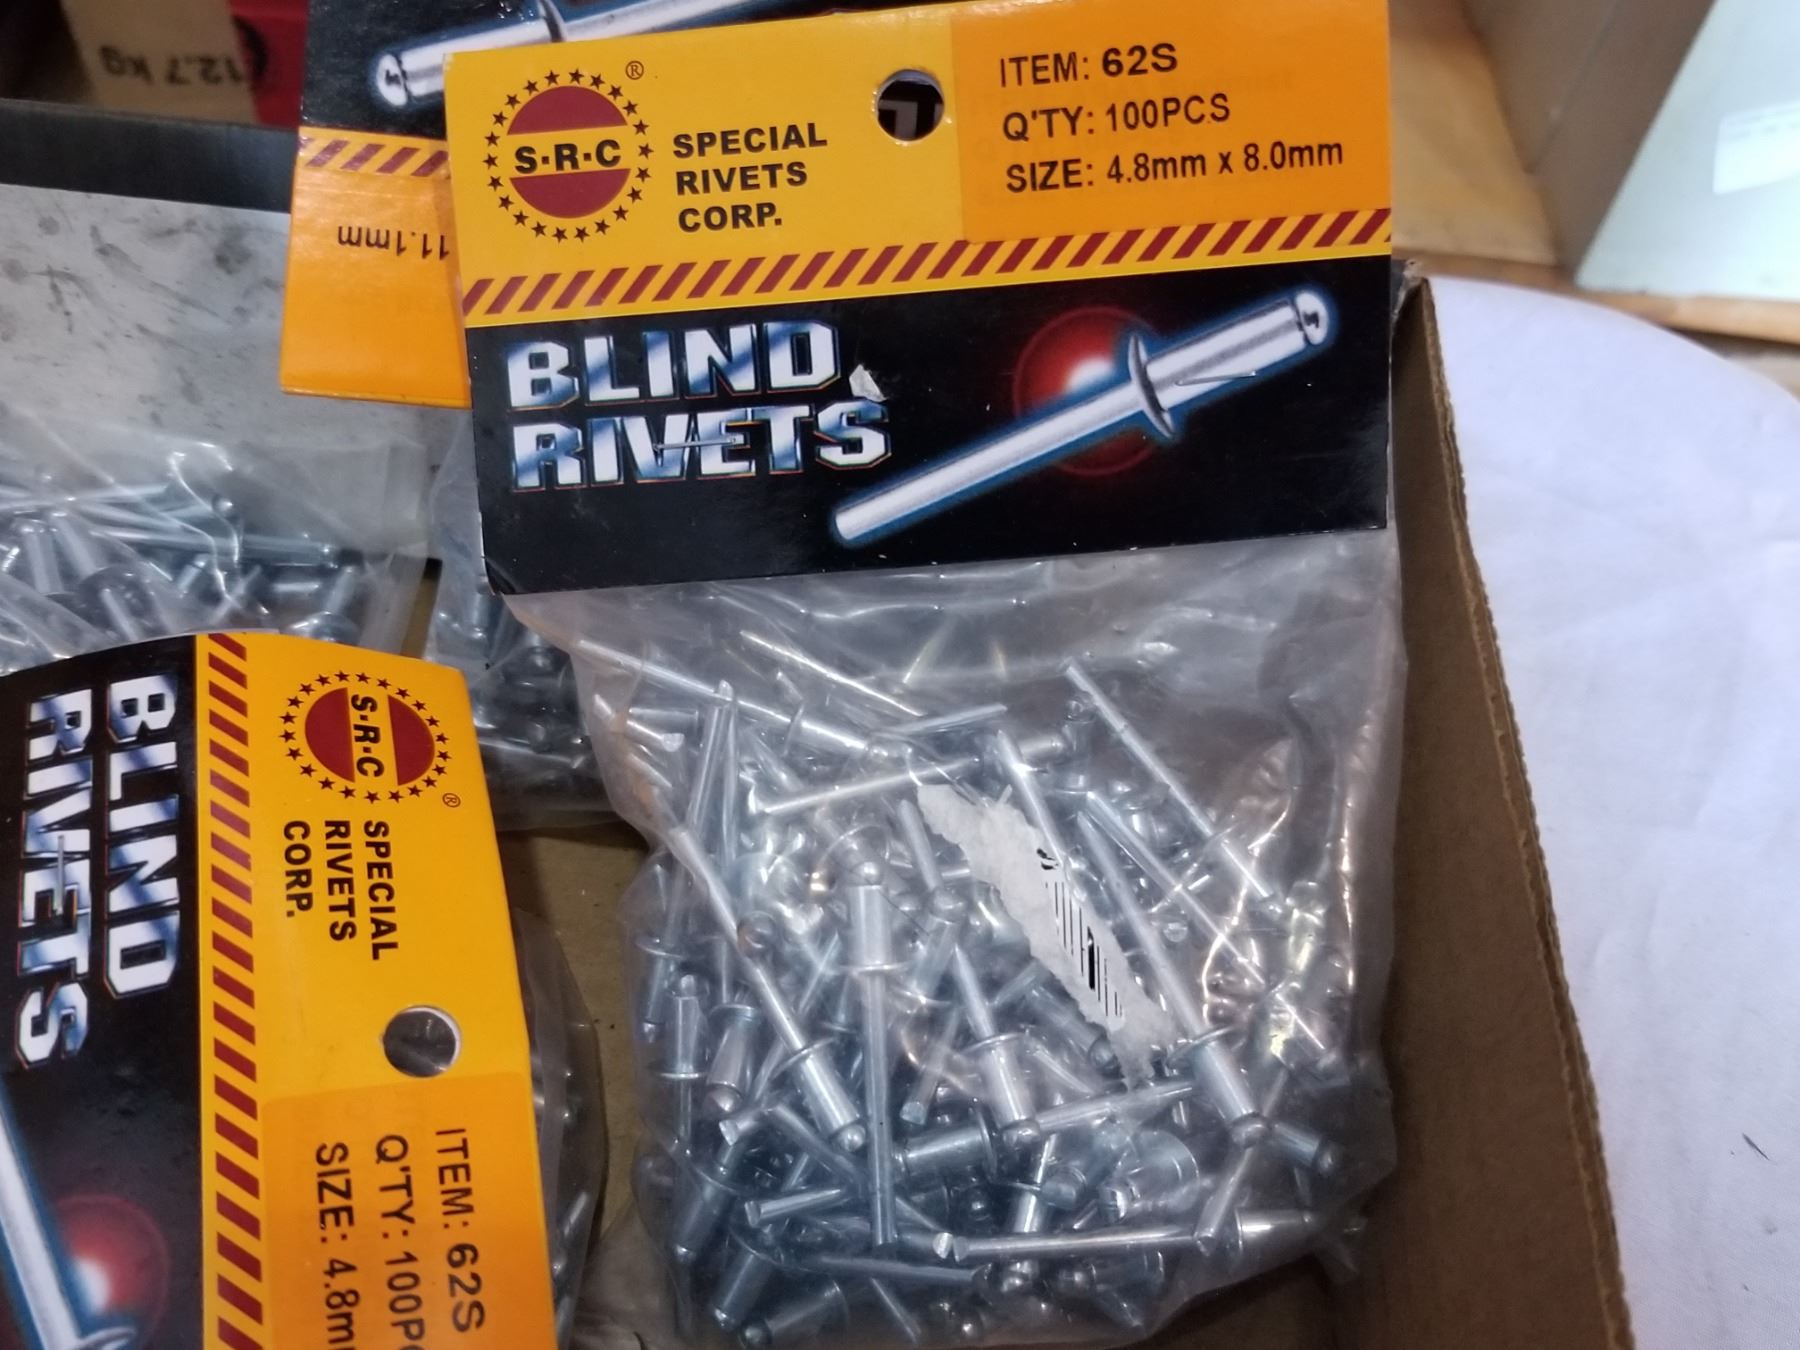 12.7 kg
11.1mm
S·R·C
®
SPECIAL
RIVETS
CORP.
ITEM: 62S
Q'TY: 100PCS
SIZE: 4.8mm x 8.0mm
BLIND
RIVETS
S·R·C
®
SPECIAL
RIVETS
CORP.
BLIND
RIVETS
ITEM: 62S
Q'TY: 100P
SIZE: 4.8m